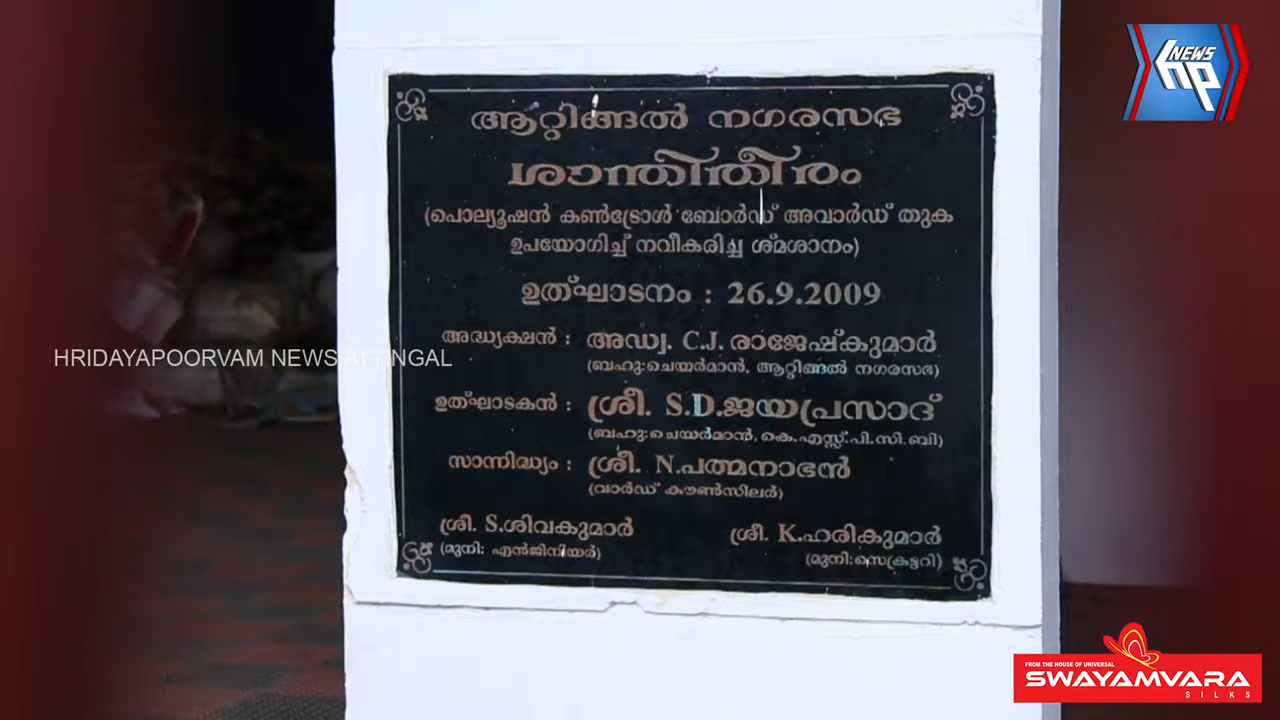 NEWS
hp
ആറ്റിങ്ങൽ നഗരസഭ
ശാന്തിതീരം
(പൊല്യൂഷൻ കൺട്രോൾ ബോർഡ് അവാർഡ് തുക
ഉപയോഗിച്ച് നവീകരിച്ച ശ്മശാനം)
ഉത്ഘാടനം : 26.9.2009
അദ്ധ്യക്ഷൻ : അഡ്വ. C.J. രാജേഷ്കുമാർ
(ബഹു:ചെയർമാൻ, ആറ്റിങ്ങൽ നഗരസഭ)
HRIDAYAPOORVAM NEWS ATTINGAL
ഉത്ഘാടകൻ : ശ്രീ. S.D.ജയപ്രസാദ്
(ബഹു:ചെയർമാൻ, കെ.എസ്സ്.പി.സി.ബി)
സാന്നിദ്ധ്യം : ശ്രീ. N.പത്മനാഭൻ
(വാർഡ് കൗൺസിലർ)
ശ്രീ. S.ശിവകുമാർ ശ്രീ. K.ഹരികുമാർ
(മുനി: എൻജിനിയർ) (മുനി:സെക്രട്ടറി)
FROM THE HOUSE OF UNIVERSAL
SWAYAMVARA
SILKS